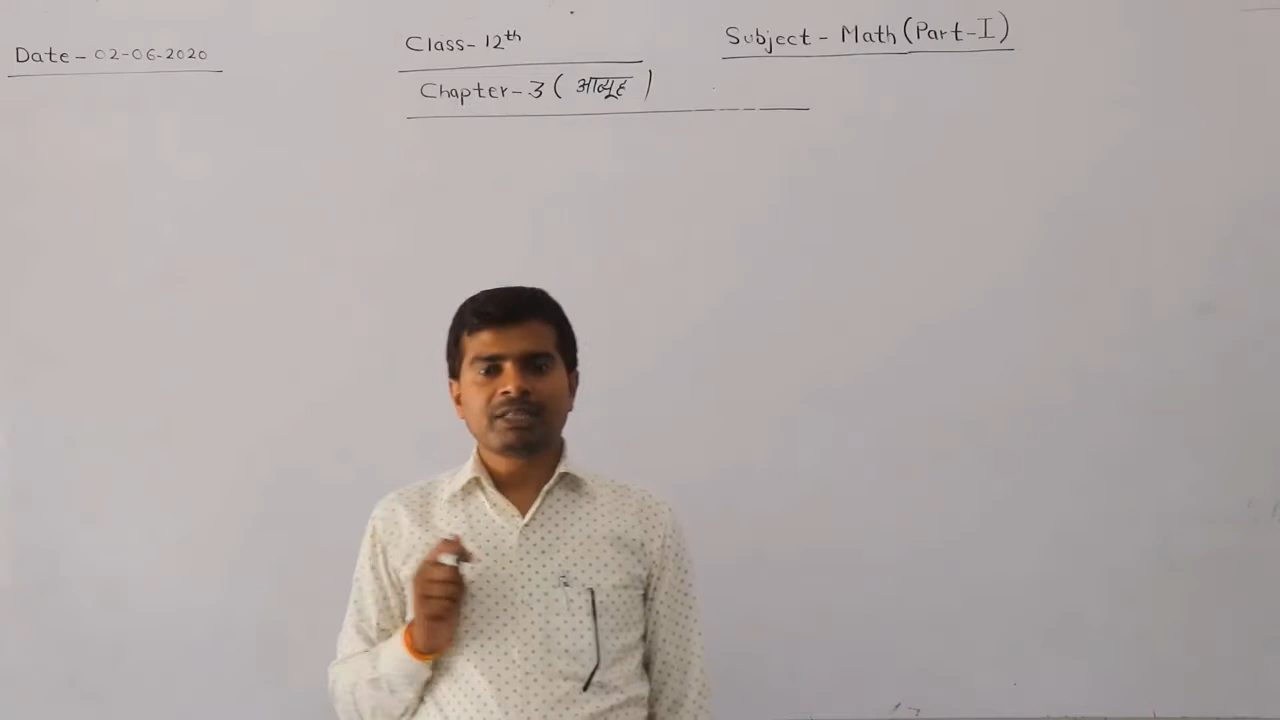 Date - 02-06-2020
Class - 12th
Subject - Math (Part-I)
Chapter - 3 ( आव्यूह )